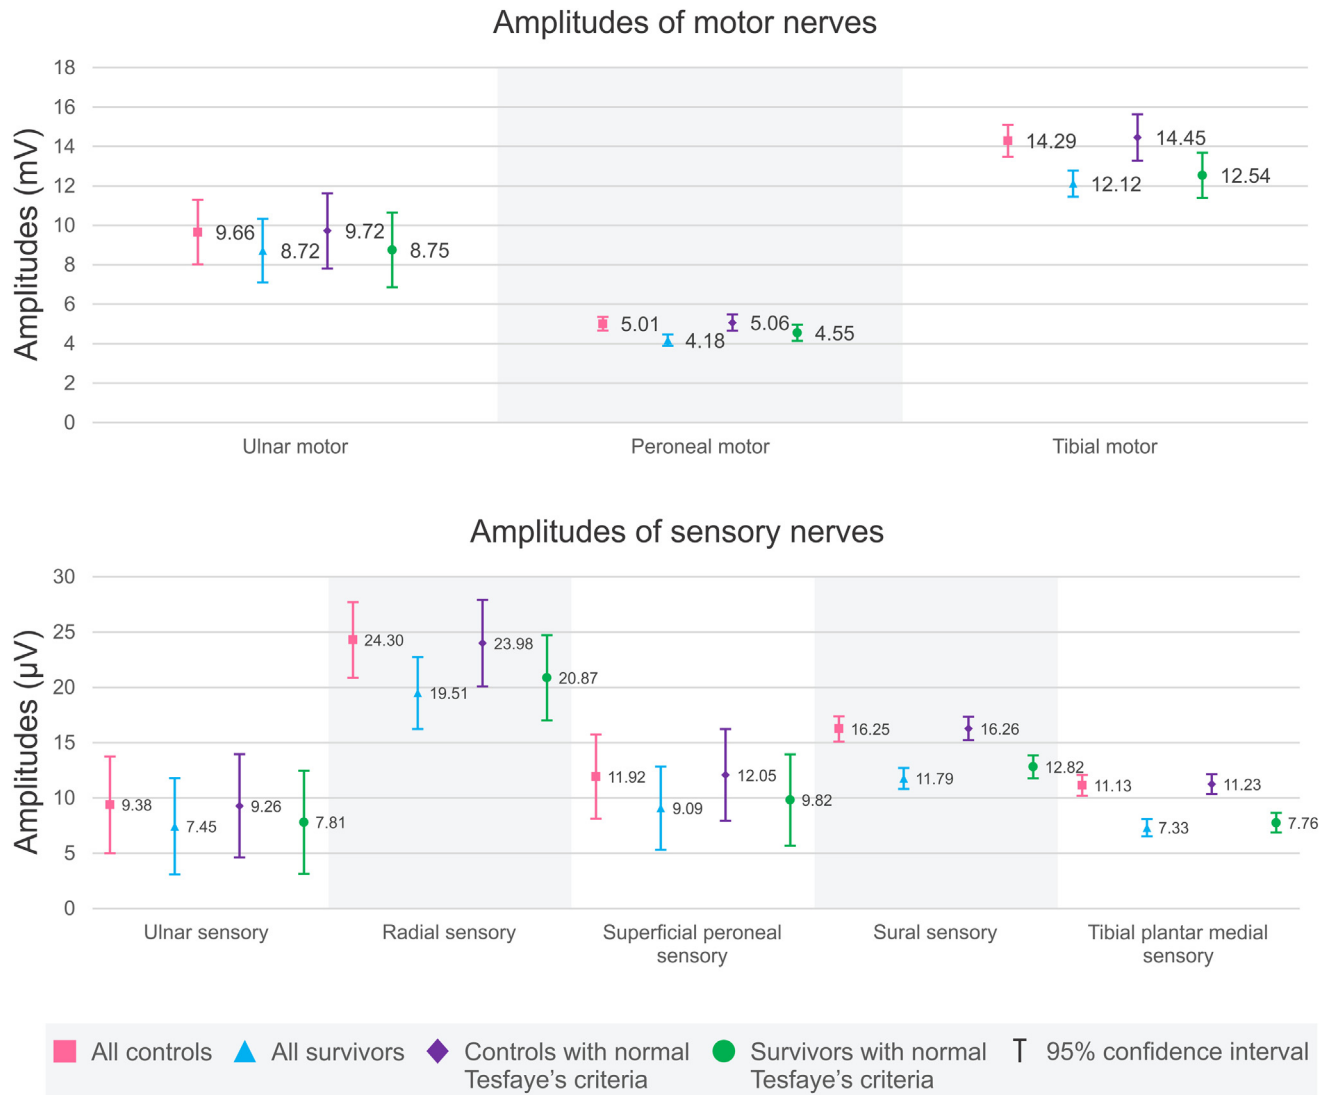 Amplitudes of motor nerves
Amplitudes (mV)
18
16
14
12
10
8
6
4
2
0
9.66
8.72
9.72
8.75
5.01
4.18
5.06
4.55
14.29
12.12
14.45
12.54
Ulnar motor
Peroneal motor
Tibial motor
Amplitudes of sensory nerves
Amplitudes (µV)
30
25
20
15
10
5
0
9.38
7.45
9.26
7.81
24.30
19.51
23.98
20.87
11.92
9.09
12.05
9.82
16.25
11.79
16.26
12.82
11.13
7.33
11.23
7.76
Ulnar sensory
Radial sensory
Superficial peroneal
sensory
Sural sensory
Tibial plantar medial
sensory
All controls
All survivors
Controls with normal
Tesfaye's criteria
Survivors with normal
Tesfaye's criteria
95% confidence interval